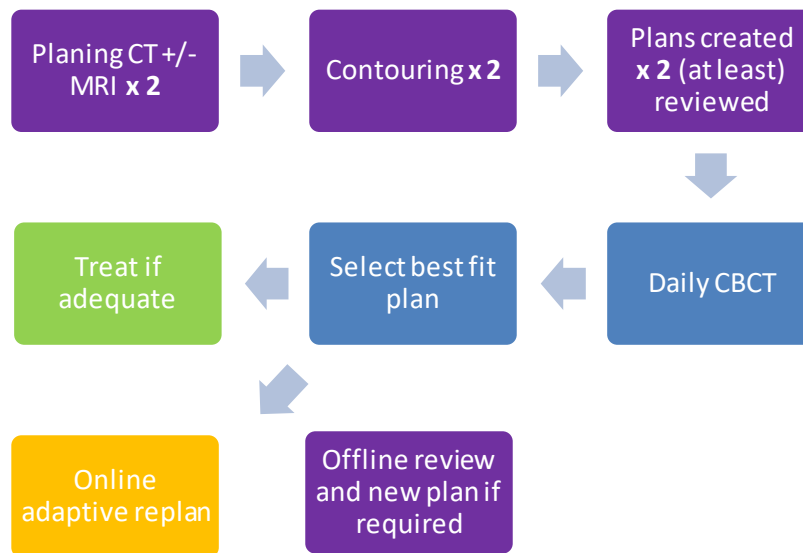 Planing CT +/-
MRI x 2
Contouring x 2
Plans created
x 2 (at least)
reviewed
Treat if
adequate
Select best fit
plan
Daily CBCT
Online
adaptive replan
Offline review
and new plan if
required